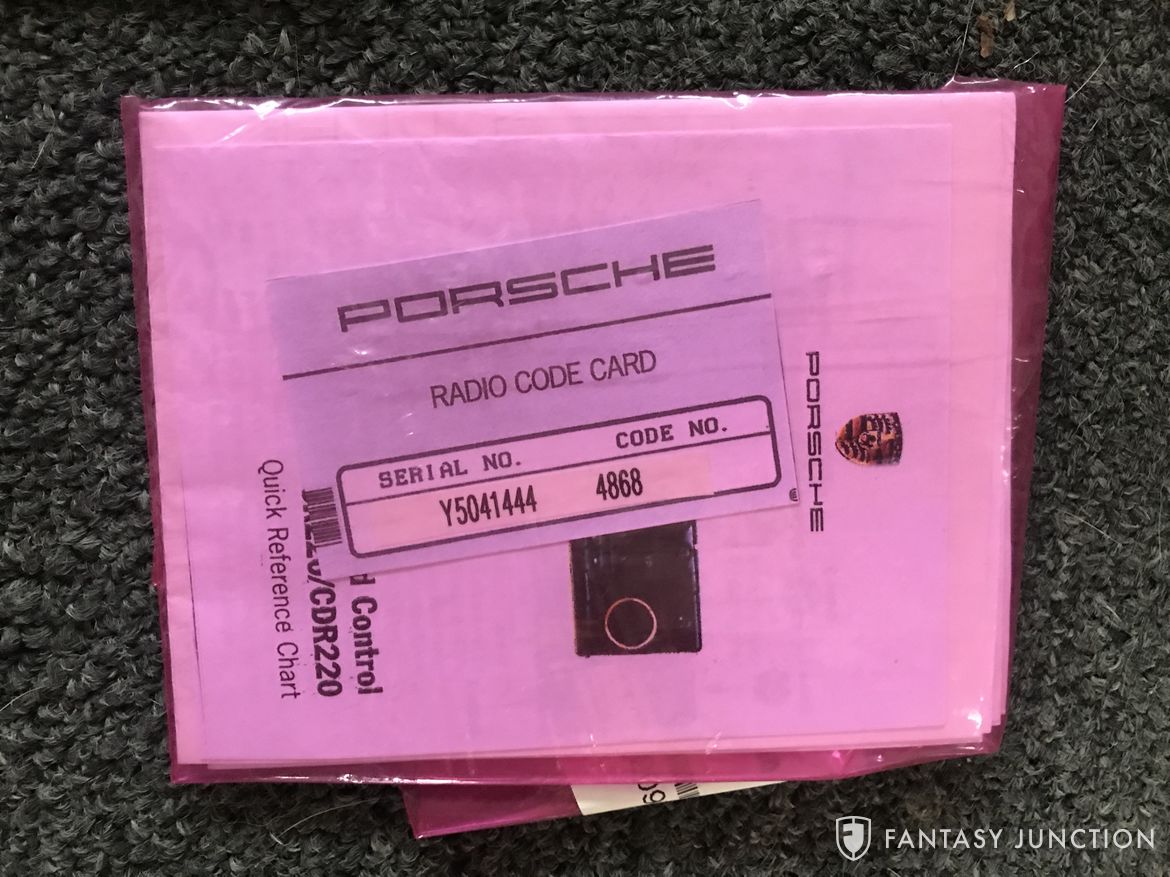 PORSCHE
RADIO CODE CARD
SERIAL NO. CODE NO.
Y5041444 4868
PORSCHE
Control
/CDR220
Quick Reference Chart
FANTASY JUNCTION